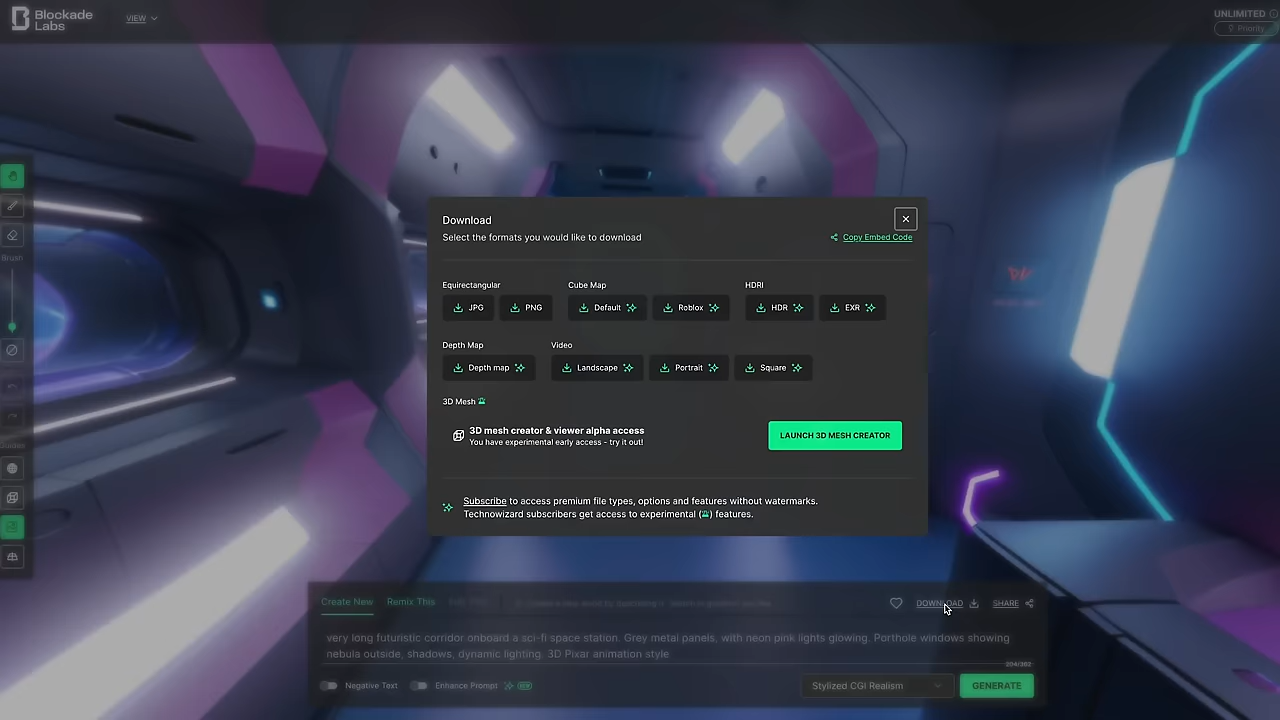 Blockade
Labs
VIEW
UNLIMITED
Priority
Download
Select the formats you would like to download
Copy Embed Code
Equirectangular
Cube Map
HDRI
JPG
PNG
Default
Roblox
HDR
EXR
Depth Map
Video
Depth map
Landscape
Portrait
Square
3D Mesh
3D mesh creator & viewer alpha access
You have experimental early access - try it out!
LAUNCH 3D MESH CREATOR
Subscribe to access premium file types, options and features without watermarks.
Technowizard subscribers get access to experimental ( ) features.
Brush
Guides
Create New
Remix This
DOWNLOAD
SHARE
very long futuristic corridor onboard a sci-fi space station. Grey metal panels, with neon pink lights glowing. Porthole windows showing
nebula outside, shadows, dynamic lighting. 3D Pixar animation style
Negative Text
Enhance Prompt
Stylized CGI Realism
GENERATE